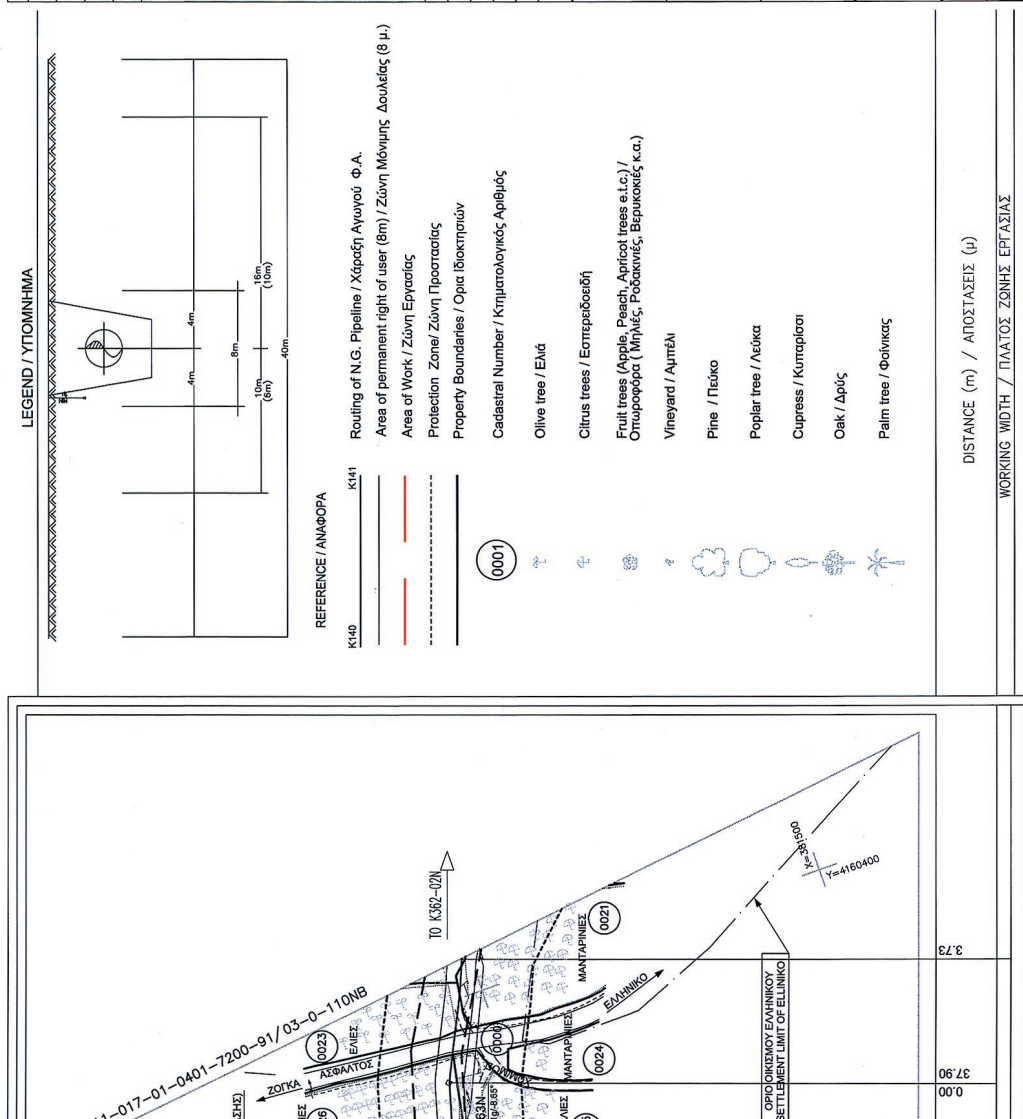 LEGEND / ΥΠΟΜΝΗΜΑ
4m
4m
8m
10m
(6m)
16m
(10m)
40m
REFERENCE / ΑΝΑΦΟΡΑ
K140
K141
Routing of N.G. Pipeline / Χάραξη Αγωγού Φ.Α.
Area of permanent right of user (8m) / Ζώνη Μόνιμης Δουλείας (8 μ.)
Area of Work / Ζώνη Εργασίας
Protection Zone/ Ζώνη Προστασίας
Property Boundaries / Ορια Ιδιοκτησιών
0001
Cadastral Number / Κτηματολογικός Αριθμός
Olive tree / Ελιά
Citrus trees / Εσπερειδοειδή
Fruit trees (Apple, Peach, Apricot trees e.t.c.) /
Οπωροφόρα ( Μηλιές, Ροδακινιές, Βερυκοκιές κ.α.)
Vineyard / Αμπέλι
Pine / Πεύκο
Poplar tree / Λεύκα
Cupress / Κυπαρίσσι
Oak / Δρύς
Palm tree / Φοίνικας
DISTANCE (m) / ΑΠΟΣΤΑΣΕΙΣ (μ)
WORKING WIDTH / ΠΛΑΤΟΣ ΖΩΝΗΣ ΕΡΓΑΣΙΑΣ
1-017-01-0401-7200-91/03-0-110NB
TO K362-02N
ΖΟΓΚΑ
0023
ΕΛΙΕΣ
ΑΣΦΑΛΤΟΣ
0000
ΜΑΝΤΑΡΙΝΙΕΣ
0021
ΕΛΛΗΝΙΚΟ
ΜΑΝΤΑΡΙΝΙΕΣ
0024
63N
X=381500
Y=4160400
ΟΡΙΟ ΟΙΚΙΣΜΟΥ ΕΛΛΗΝΙΚΟΥ
SETTLEMENT LIMIT OF ELLINIKO
3.73
37.90
0.00